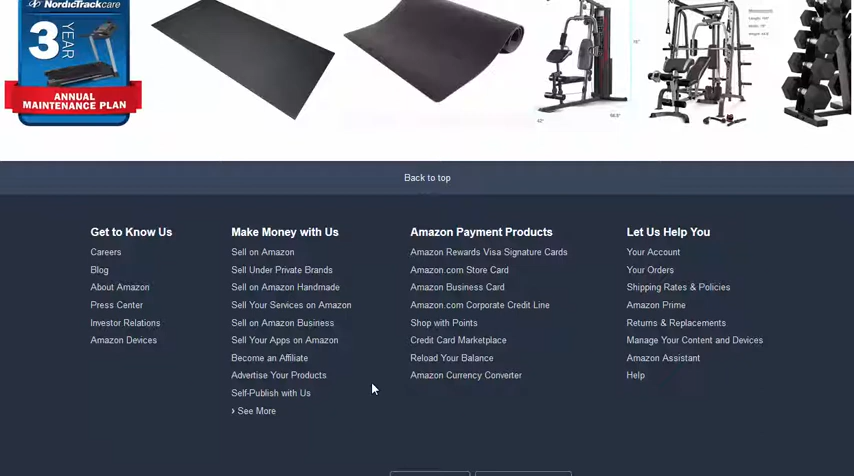 NordicTrackcare
3 YEAR
ANNUAL
MAINTENANCE PLAN
Back to top
Get to Know Us
Careers
Blog
About Amazon
Press Center
Investor Relations
Amazon Devices
Make Money with Us
Sell on Amazon
Sell Under Private Brands
Sell on Amazon Handmade
Sell Your Services on Amazon
Sell on Amazon Business
Sell Your Apps on Amazon
Become an Affiliate
Advertise Your Products
Self-Publish with Us
› See More
Amazon Payment Products
Amazon Rewards Visa Signature Cards
Amazon.com Store Card
Amazon Business Card
Amazon.com Corporate Credit Line
Shop with Points
Credit Card Marketplace
Reload Your Balance
Amazon Currency Converter
Let Us Help You
Your Account
Your Orders
Shipping Rates & Policies
Amazon Prime
Returns & Replacements
Manage Your Content and Devices
Amazon Assistant
Help